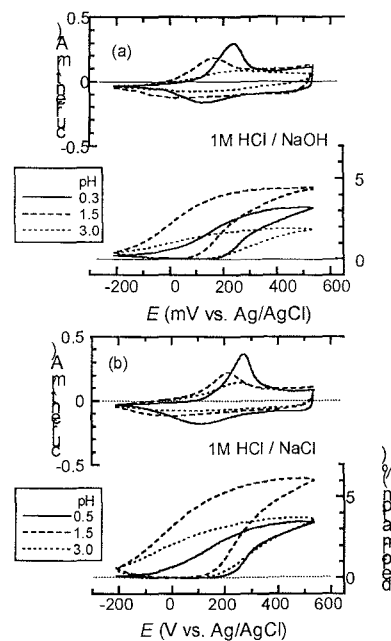 0.5
(a)
0.0
-0.5
1M HCl / NaOH
pH
0.3
1.5
3.0
5
0
-200 0 200 400 600
E (mV vs. Ag/AgCl)
0.5
(b)
0.0
-0.5
1M HCl / NaCl
pH
0.5
1.5
3.0
5
0
-200 0 200 400 600
E (V vs. Ag/AgCl)